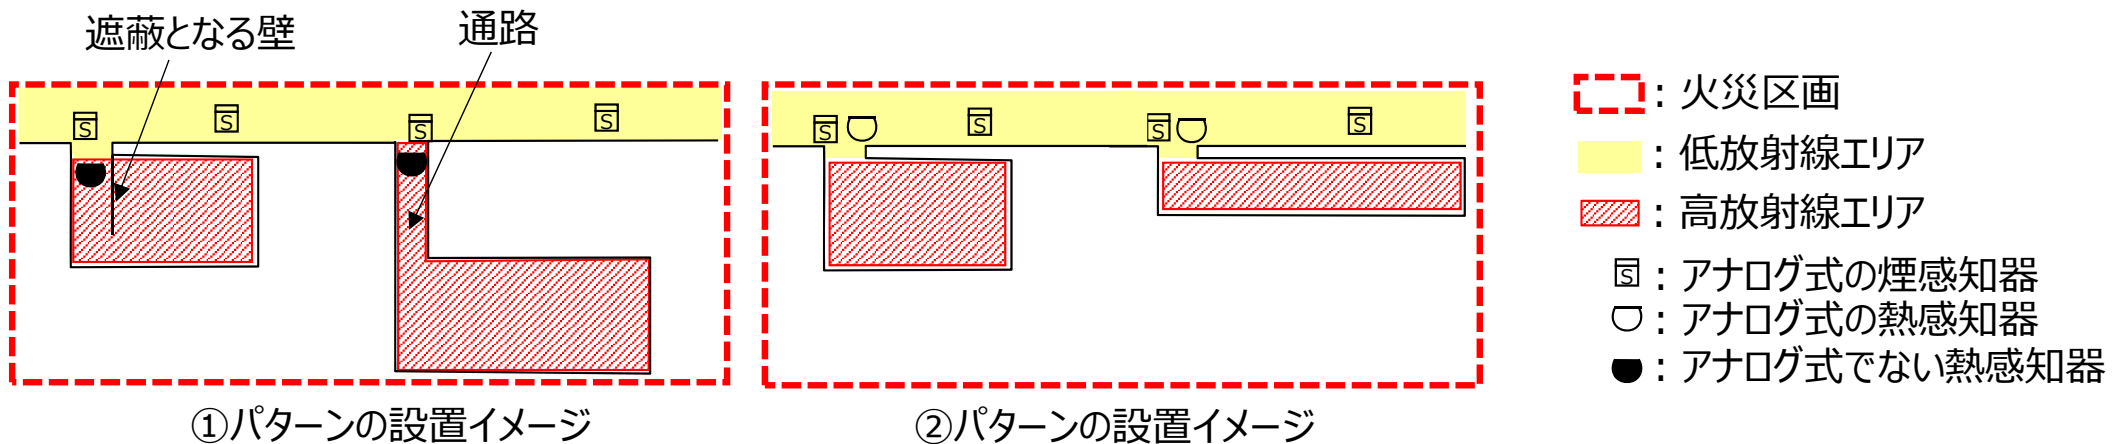 遮蔽となる壁
通路
S
S
S
S
S
S
S
S
①パターンの設置イメージ
②パターンの設置イメージ
：火災区画
：低放射線エリア
：高放射線エリア
S：アナログ式の煙感知器
：アナログ式の熱感知器
：アナログ式でない熱感知器